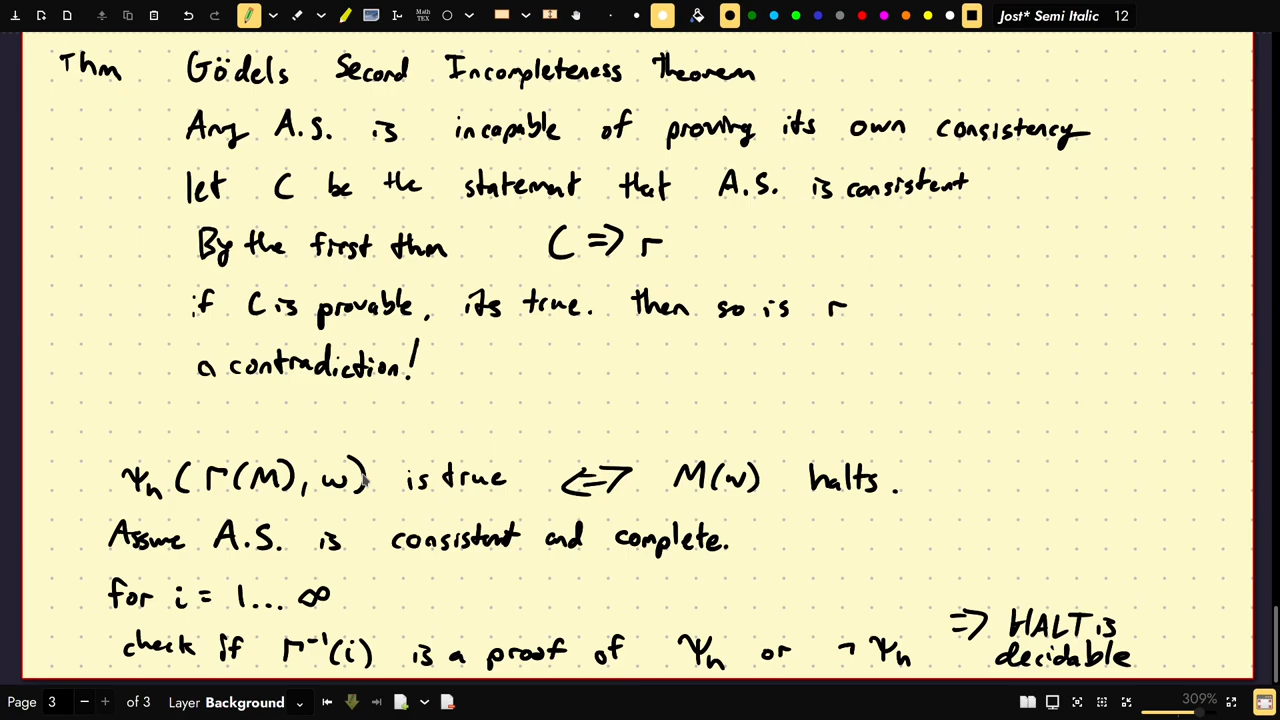 Math
TEX
Jost* Semi Italic 12
Thm Gödels Second Incompleteness Theorem
Any A.S. is incapable of proving its own consistency
let C be the statement that A.S. is consistent
By the first thm C => r
if C is provable, its true. then so is r
a contradiction!
Ψh (Γ(M), w) is true <=> M(w) halts.
Assume A.S. is consistent and complete.
for i = 1... ∞
check if Γ⁻¹(i) is a proof of Ψh or ¬Ψh => HALT is decidable
Page 3 of 3 Layer Background 309%